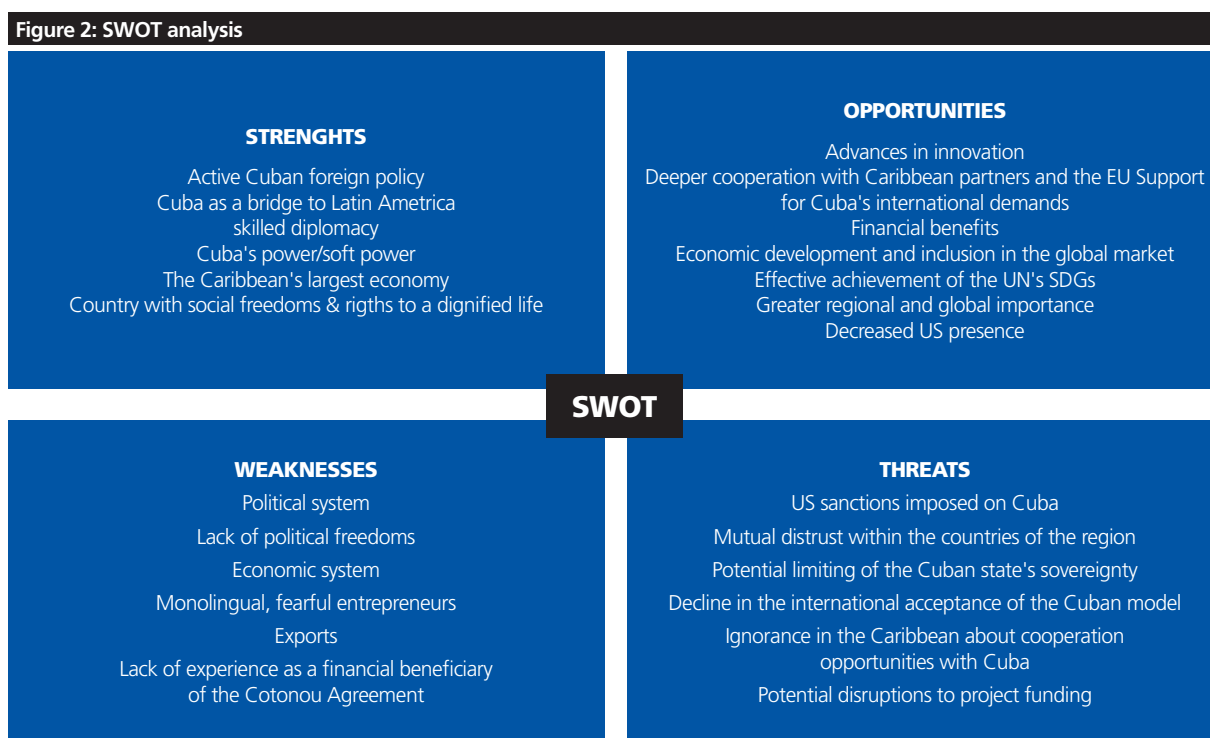 Figure 2: SWOT analysis
STRENGHTS
Active Cuban foreign policy
Cuba as a bridge to Latin Ametrica
skilled diplomacy
Cuba's power/soft power
The Caribbean's largest economy
Country with social freedoms & rigths to a dignified life
OPPORTUNITIES
Advances in innovation
Deeper cooperation with Caribbean partners and the EU Support
for Cuba's international demands
Financial benefits
Economic development and inclusion in the global market
Effective achievement of the UN's SDGs
Greater regional and global importance
Decreased US presence
SWOT
WEAKNESSES
Political system
Lack of political freedoms
Economic system
Monolingual, fearful entrepreneurs
Exports
Lack of experience as a financial beneficiary
of the Cotonou Agreement
THREATS
US sanctions imposed on Cuba
Mutual distrust within the countries of the region
Potential limiting of the Cuban state's sovereignty
Decline in the international acceptance of the Cuban model
Ignorance in the Caribbean about cooperation
opportunities with Cuba
Potential disruptions to project funding